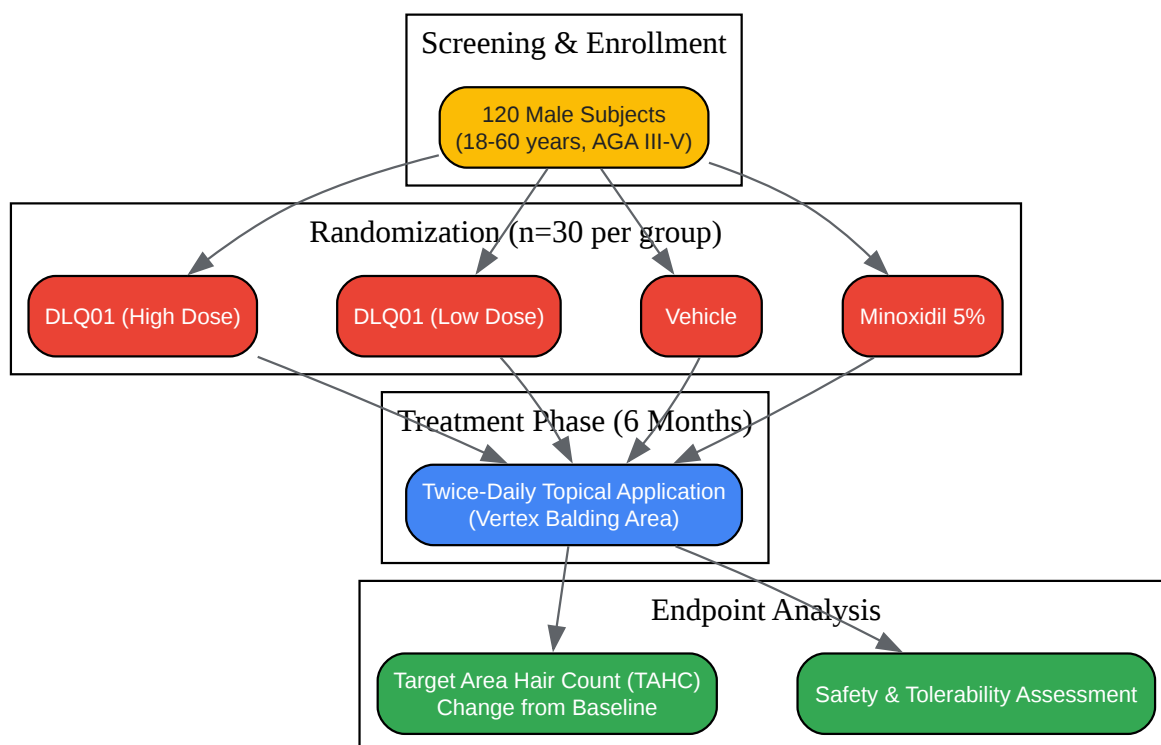 Screening & Enrollment
120 Male Subjects
(18-60 years, AGA III-V)
Randomization (n=30 per group)
DLQ01 (High Dose)
DLQ01 (Low Dose)
Vehicle
Minoxidil 5%
Treatment Phase (6 Months)
Twice-Daily Topical Application
(Vertex Balding Area)
Endpoint Analysis
Target Area Hair Count (TAHC)
Change from Baseline
Safety & Tolerability Assessment